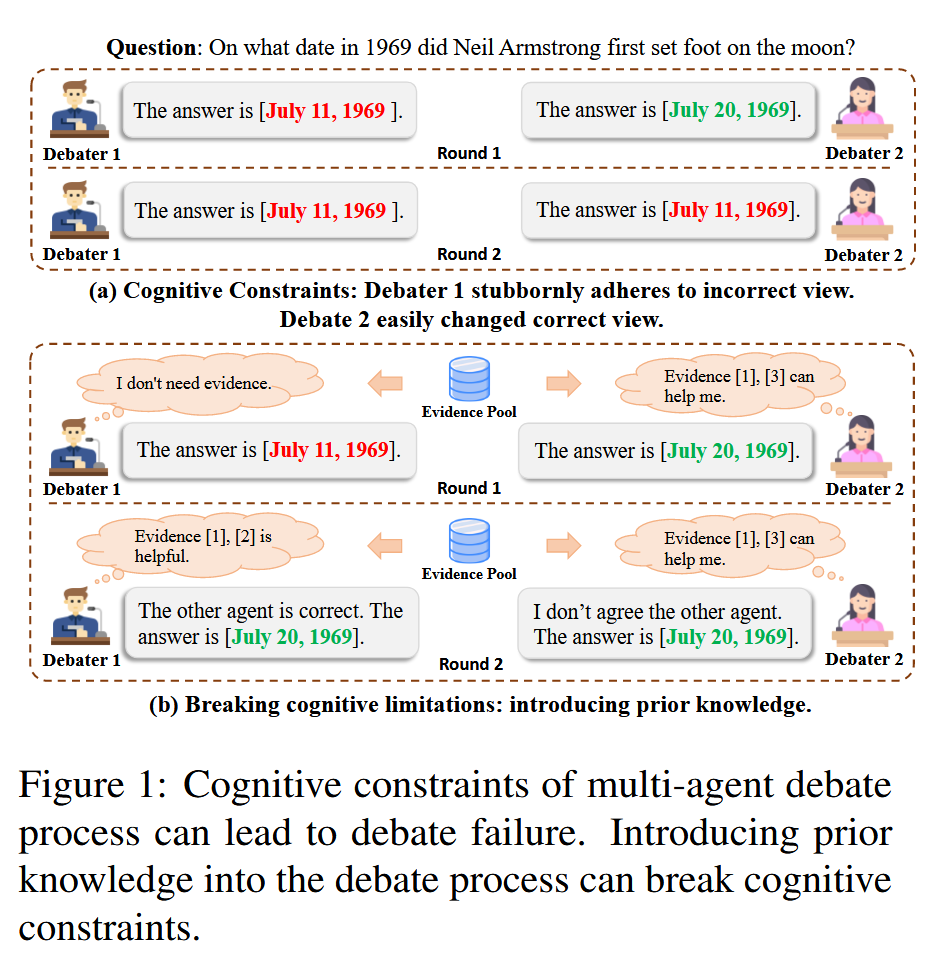 Question: On what date in 1969 did Neil Armstrong first set foot on the moon?
The answer is [July 11, 1969 ].
The answer is [July 20, 1969].
Debater 1
Round 1
Debater 2
The answer is [July 11, 1969 ].
The answer is [July 11, 1969].
Debater 1
Round 2
Debater 2
(a) Cognitive Constraints: Debater 1 stubbornly adheres to incorrect view.
Debate 2 easily changed correct view.
I don't need evidence.
Evidence Pool
Evidence [1], [3] can
help me.
The answer is [July 11, 1969].
The answer is [July 20, 1969].
Debater 1
Round 1
Debater 2
Evidence [1], [2] is
helpful.
Evidence Pool
Evidence [1], [3] can
help me.
The other agent is correct. The
answer is [July 20, 1969].
I don’t agree the other agent.
The answer is [July 20, 1969].
Debater 1
Round 2
Debater 2
(b) Breaking cognitive limitations: introducing prior knowledge.
Figure 1: Cognitive constraints of multi-agent debate
process can lead to debate failure. Introducing prior
knowledge into the debate process can break cognitive
constraints.